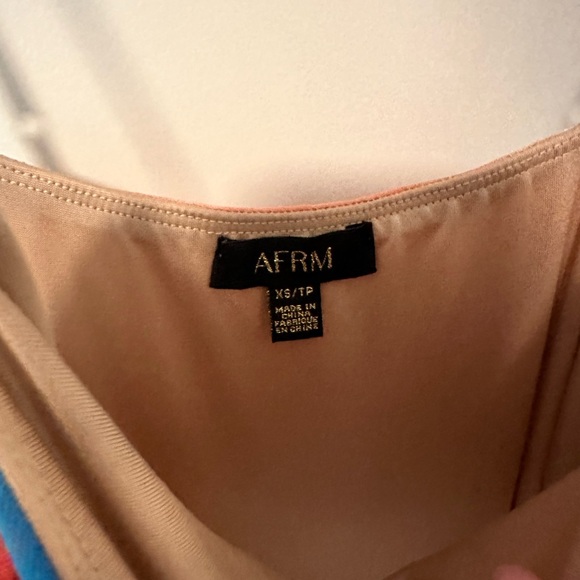 AFRM
XS/TP
MADE IN
CHINA
FABRIQUE
EN CHINE